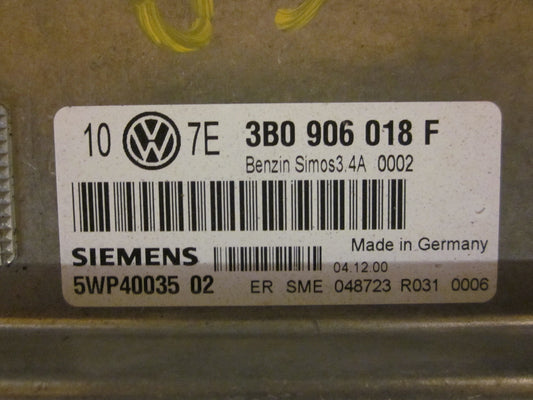 10 VW 7E 3B0 906 018 F
Benzin Simos3.4A 0002
SIEMENS Made in Germany
04.12.00
5WP40035 02 ER SME 048723 R031 0006